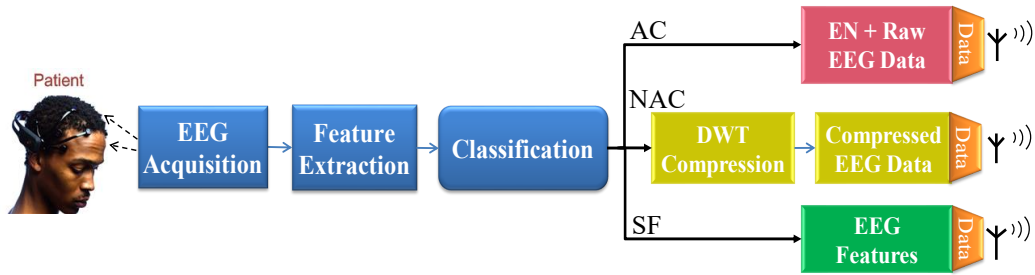 Patient
EEG
Acquisition
Feature
Extraction
Classification
AC
EN + Raw
EEG Data
Data
NAC
DWT
Compression
Compressed
EEG Data
Data
SF
EEG
Features
Data